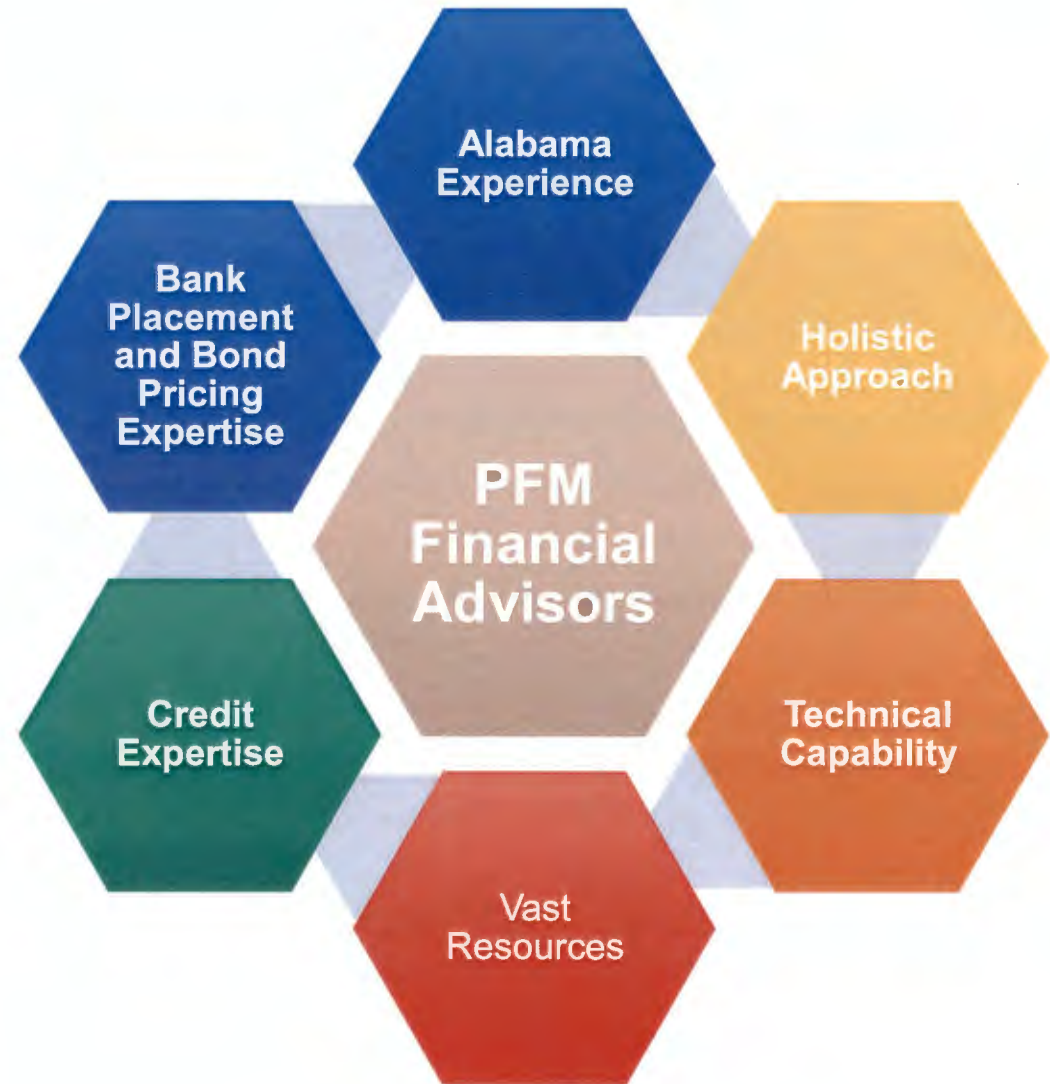 Alabama
Experience
Bank
Placement
and Bond
Pricing
Expertise
Holistic
Approach
PFM
Financial
Advisors
Credit
Expertise
Technical
Capability
Vast
Resources